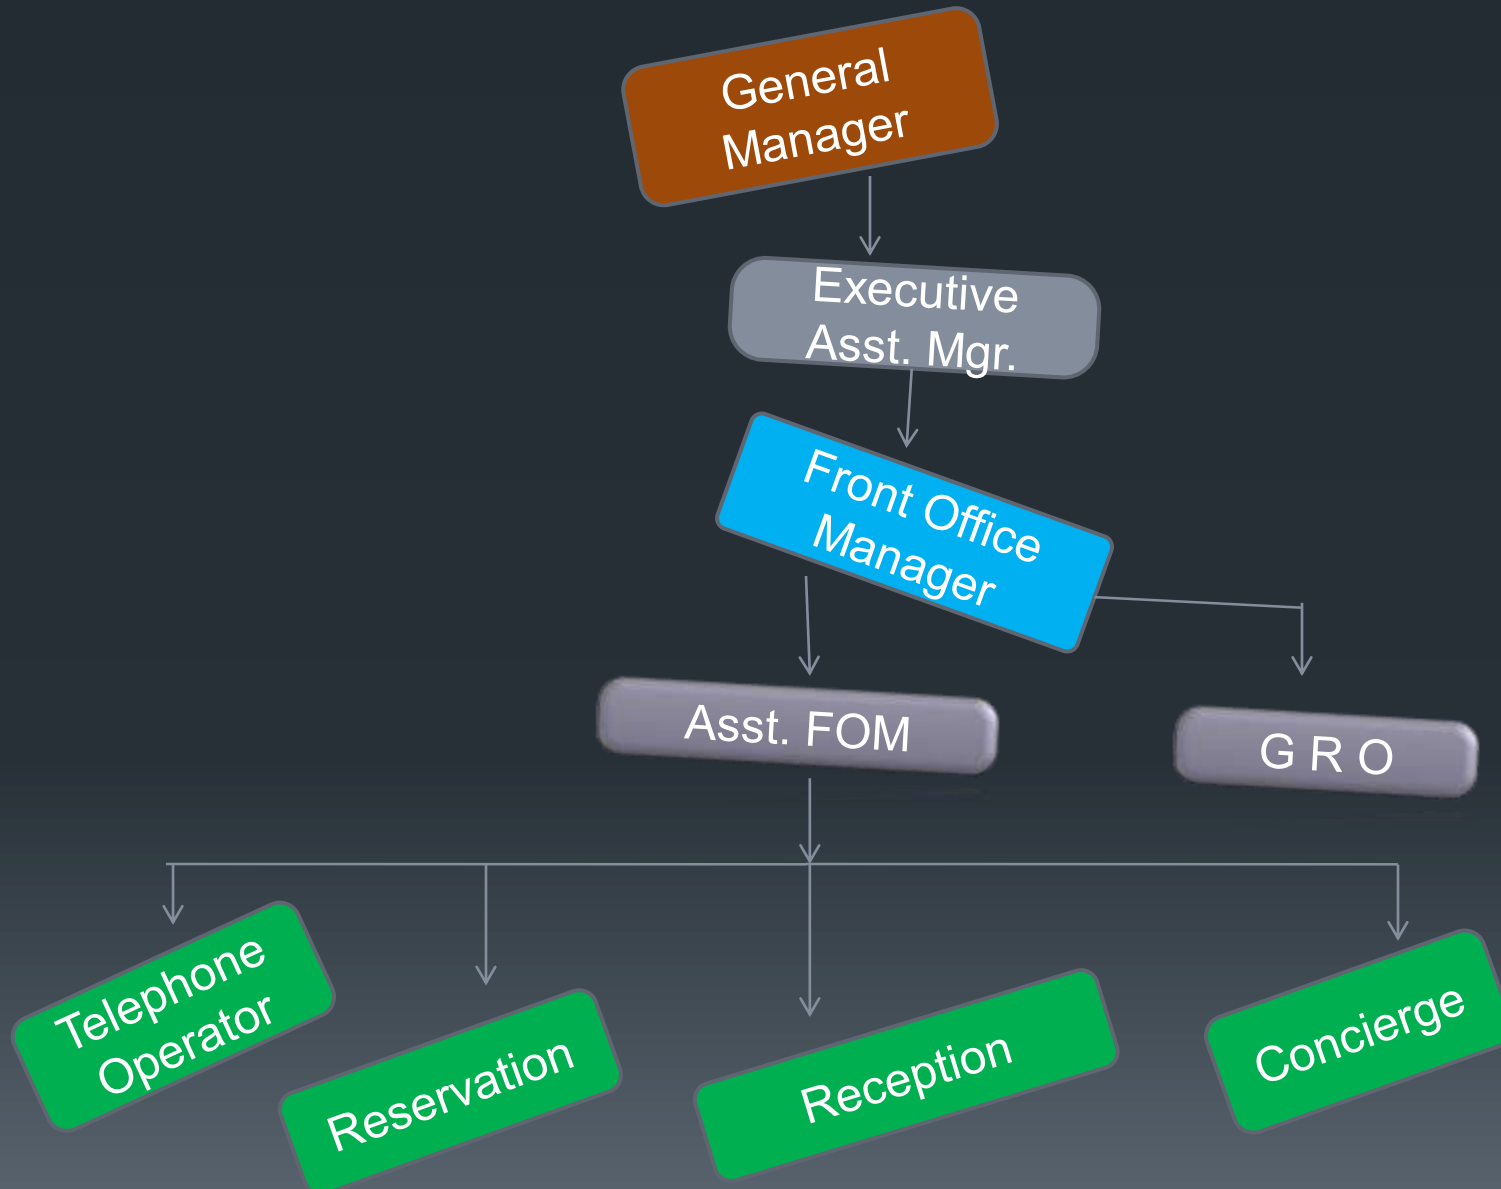 General
Manager
Executive
Asst. Mgr.
Front Office
Manager
Asst. FOM
G R O
Telephone
Operator
Reservation
Reception
Concierge